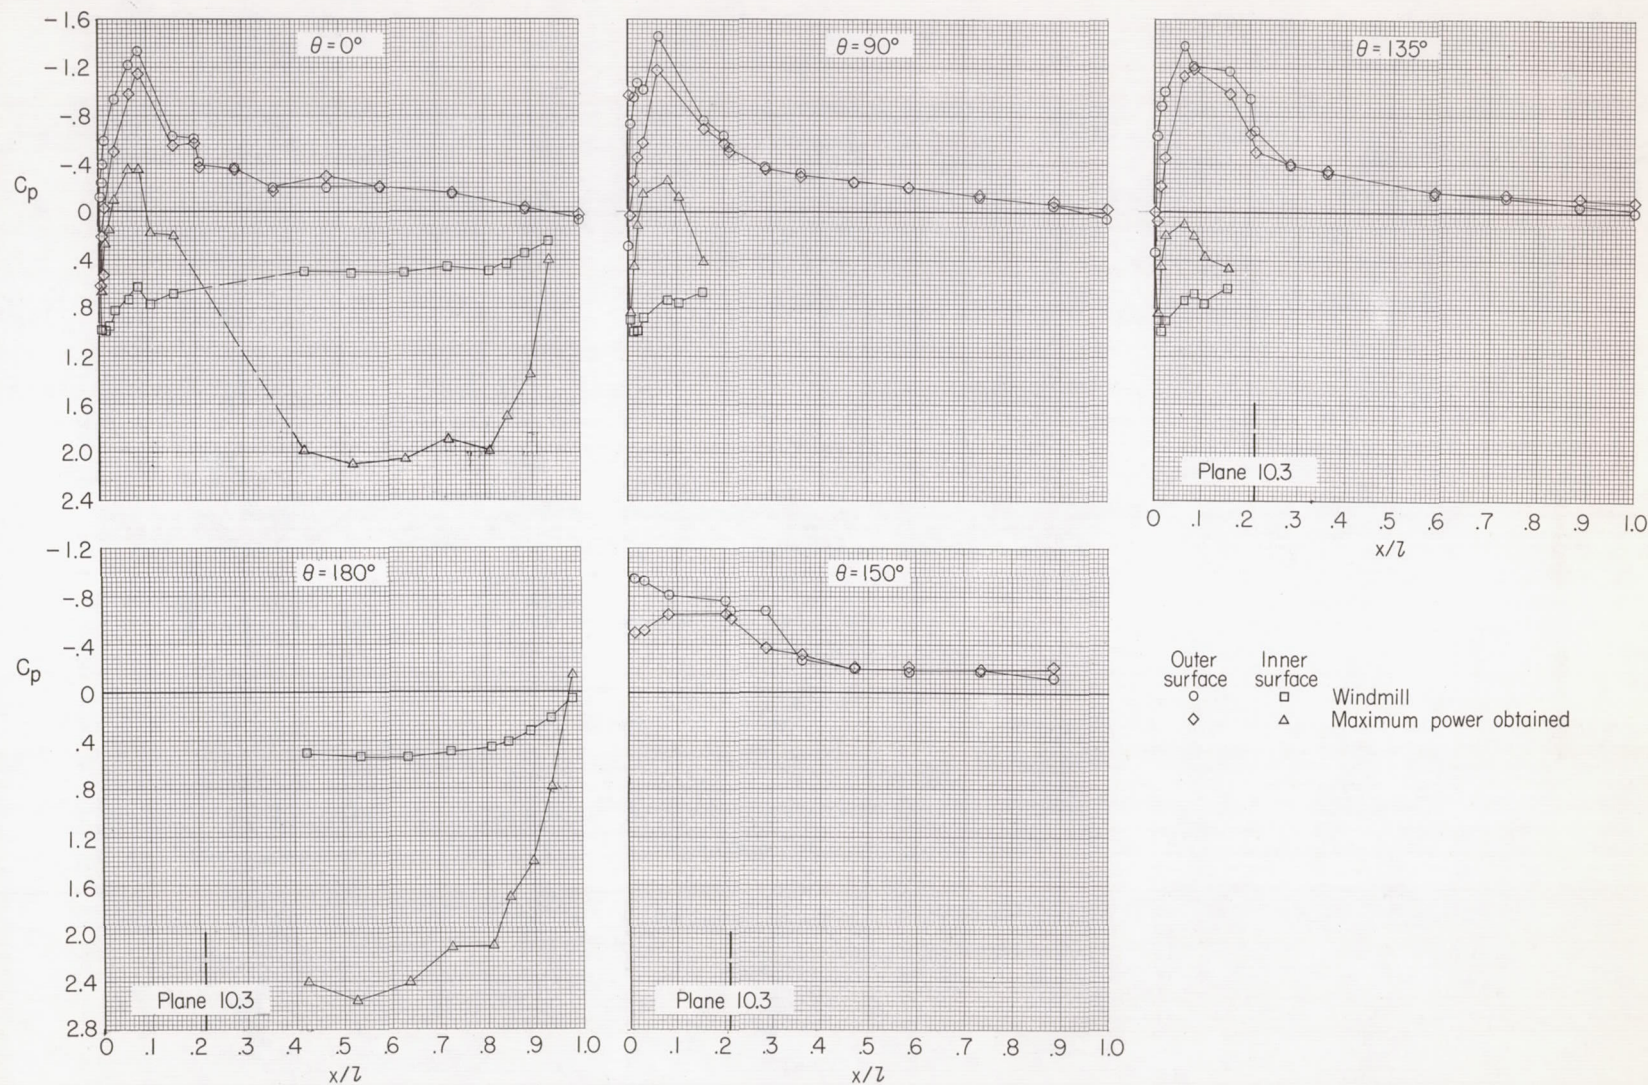 θ = 0°
θ = 90°
θ = 135°
-1.6
-1.2
-.8
-.4
0
.4
.8
1.2
1.6
2.0
2.4
Cp
Plane 10.3
0 .1 .2 .3 .4 .5 .6 .7 .8 .9 1.0
x/l
θ = 180°
θ = 150°
-1.2
-.8
-.4
0
.4
.8
1.2
1.6
2.0
2.4
2.8
Cp
Plane 10.3
Plane 10.3
0 .1 .2 .3 .4 .5 .6 .7 .8 .9 1.0
x/l
0 .1 .2 .3 .4 .5 .6 .7 .8 .9 1.0
x/l
Outer Inner
surface surface
Windmill
Maximum power obtained